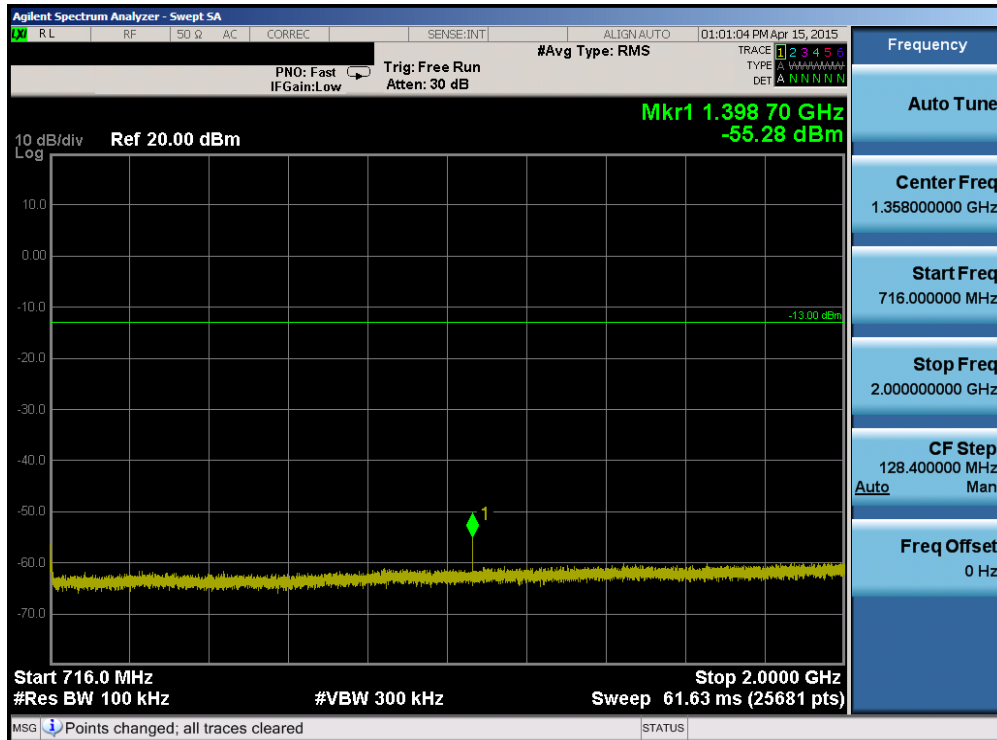 Agilent Spectrum Analyzer - Swept SA
LXI RL RF 50 Ω AC CORREC SENSE:INT ALIGN AUTO 01:01:04 PM Apr 15, 2015
#Avg Type: RMS
TRACE 1 2 3 4 5 6
TYPE A WWWWW
DET A N N N N N
PNO: Fast
IFGain:Low
Trig: Free Run
Atten: 30 dB
Mkr1 1.398 70 GHz
-55.28 dBm
10 dB/div Ref 20.00 dBm
Log
10.0
0.00
-10.0
-13.00 dBm
-20.0
-30.0
-40.0
-50.0
1
-60.0
-70.0
Start 716.0 MHz Stop 2.0000 GHz
#Res BW 100 kHz #VBW 300 kHz Sweep 61.63 ms (25681 pts)
MSG Points changed; all traces cleared STATUS
Frequency
Auto Tune
Center Freq
1.358000000 GHz
Start Freq
716.000000 MHz
Stop Freq
2.000000000 GHz
CF Step
128.400000 MHz
Auto Man
Freq Offset
0 Hz